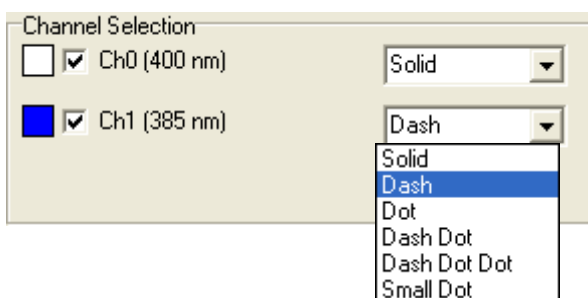 Channel Selection
Ch0 (400 nm) Solid
Ch1 (385 nm) Dash
Solid
Dash
Dot
Dash Dot
Dash Dot Dot
Small Dot